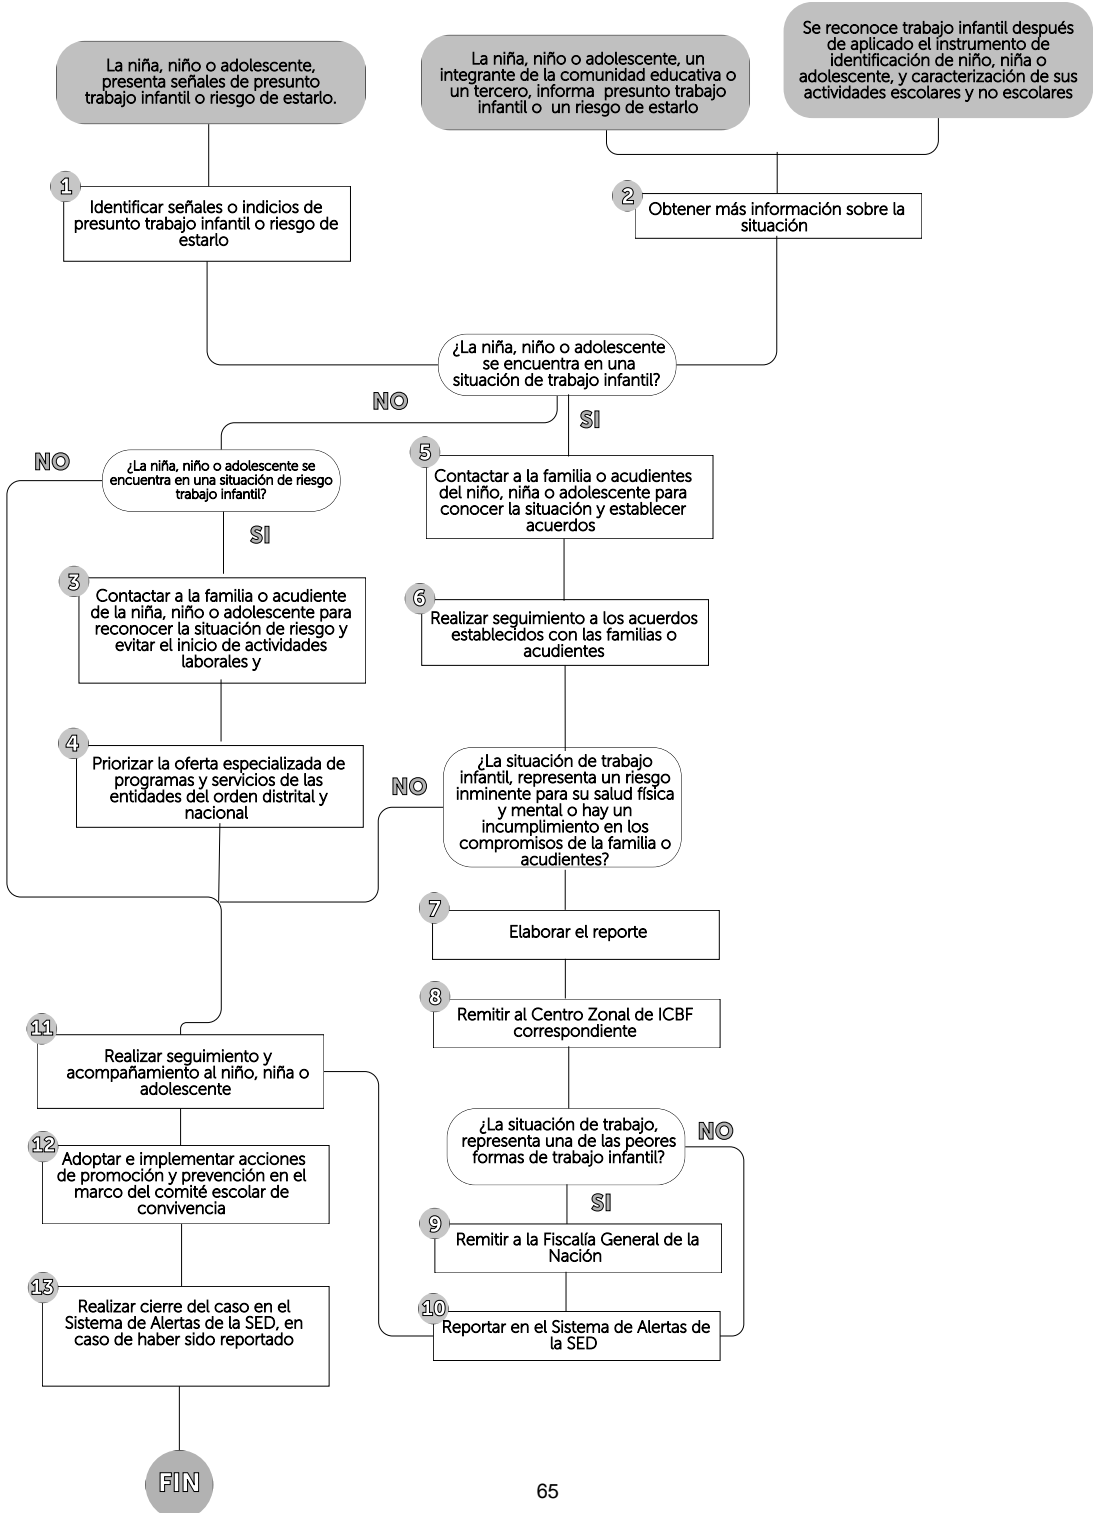 La niña, niño o adolescente,
presenta señales de presunto
trabajo infantil o riesgo de estarlo.
La niña, niño o adolescente, un
integrante de la comunidad educativa o
un tercero, informa presunto trabajo
infantil o un riesgo de estarlo
Se reconoce trabajo infantil después
de aplicado el instrumento de
identificación de niño, niña o
adolescente, y caracterización de sus
actividades escolares y no escolares
1
Identificar señales o indicios de
presunto trabajo infantil o riesgo de
estarlo
2
Obtener más información sobre la
situación
¿La niña, niño o adolescente
se encuentra en una
situación de trabajo infantil?
NO
SI
NO
¿La niña, niño o adolescente se
encuentra en una situación de riesgo
trabajo infantil?
SI
5
Contactar a la familia o acudientes
del niño, niña o adolescente para
conocer la situación y establecer
acuerdos
3
Contactar a la familia o acudiente
de la niña, niño o adolescente para
reconocer la situación de riesgo y
evitar el inicio de actividades
laborales y
6
Realizar seguimiento a los acuerdos
establecidos con las familias o
acudientes
4
Priorizar la oferta especializada de
programas y servicios de las
entidades del orden distrital y
nacional
NO
¿La situación de trabajo
infantil, representa un riesgo
inminente para su salud física
y mental o hay un
incumplimiento en los
compromisos de la familia o
acudientes?
7
Elaborar el reporte
8
Remitir al Centro Zonal de ICBF
correspondiente
11
Realizar seguimiento y
acompañamiento al niño, niña o
adolescente
¿La situación de trabajo,
representa una de las peores
formas de trabajo infantil?
NO
SI
12
Adoptar e implementar acciones
de promoción y prevención en el
marco del comité escolar de
convivencia
9
Remitir a la Fiscalía General de la
Nación
13
Realizar cierre del caso en el
Sistema de Alertas de la SED, en
caso de haber sido reportado
10
Reportar en el Sistema de Alertas de
la SED
FIN
65